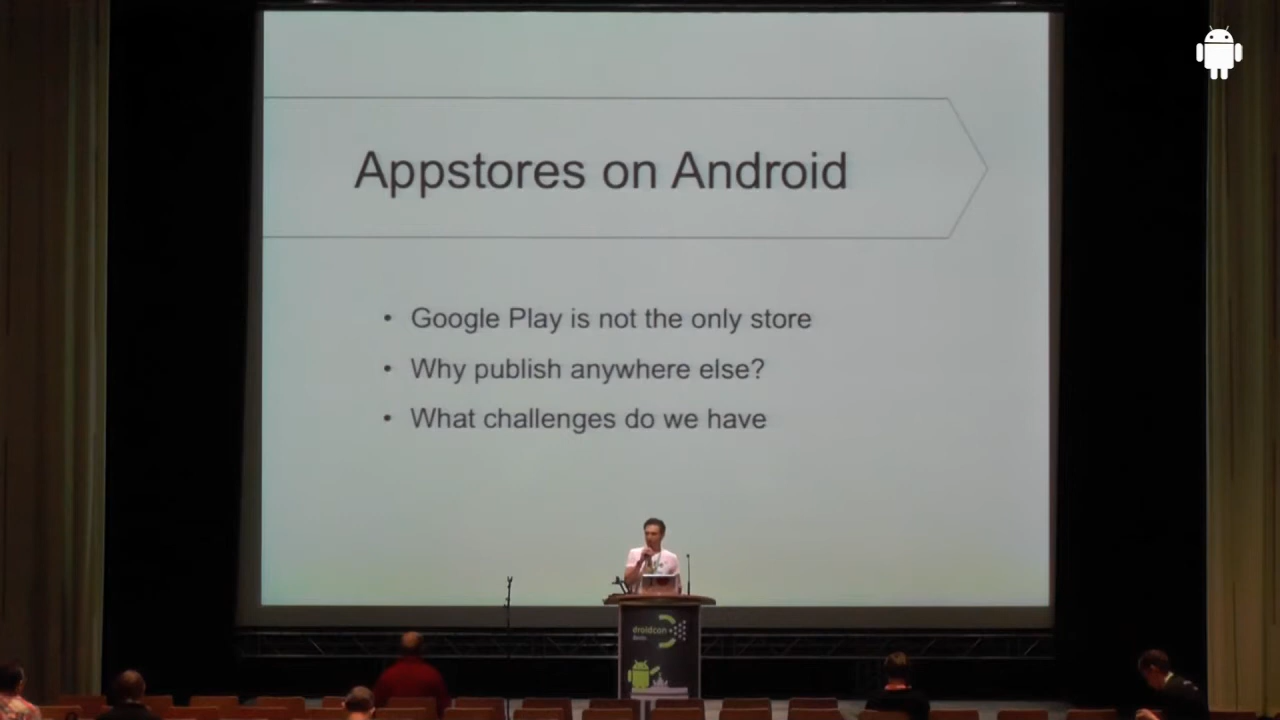 Appstores on Android
• Google Play is not the only store
• Why publish anywhere else?
• What challenges do we have
droidcon